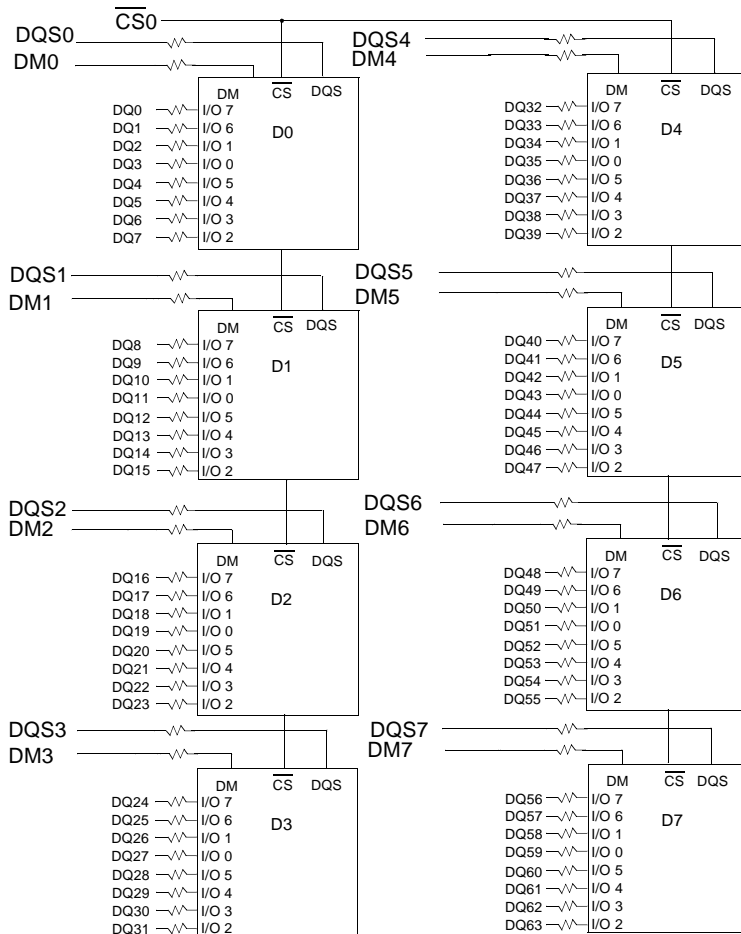 CS0
DQS0
DM0
DM CS DQS
D0
DQ0 I/O 7
DQ1 I/O 6
DQ2 I/O 1
DQ3 I/O 0
DQ4 I/O 5
DQ5 I/O 4
DQ6 I/O 3
DQ7 I/O 2
DQS1
DM1
DM CS DQS
D1
DQ8 I/O 7
DQ9 I/O 6
DQ10 I/O 1
DQ11 I/O 0
DQ12 I/O 5
DQ13 I/O 4
DQ14 I/O 3
DQ15 I/O 2
DQS2
DM2
DM CS DQS
D2
DQ16 I/O 7
DQ17 I/O 6
DQ18 I/O 1
DQ19 I/O 0
DQ20 I/O 5
DQ21 I/O 4
DQ22 I/O 3
DQ23 I/O 2
DQS3
DM3
DM CS DQS
D3
DQ24 I/O 7
DQ25 I/O 6
DQ26 I/O 1
DQ27 I/O 0
DQ28 I/O 5
DQ29 I/O 4
DQ30 I/O 3
DQ31 I/O 2
DQS4
DM4
DM CS DQS
D4
DQ32 I/O 7
DQ33 I/O 6
DQ34 I/O 1
DQ35 I/O 0
DQ36 I/O 5
DQ37 I/O 4
DQ38 I/O 3
DQ39 I/O 2
DQS5
DM5
DM CS DQS
D5
DQ40 I/O 7
DQ41 I/O 6
DQ42 I/O 1
DQ43 I/O 0
DQ44 I/O 5
DQ45 I/O 4
DQ46 I/O 3
DQ47 I/O 2
DQS6
DM6
DM CS DQS
D6
DQ48 I/O 7
DQ49 I/O 6
DQ50 I/O 1
DQ51 I/O 0
DQ52 I/O 5
DQ53 I/O 4
DQ54 I/O 3
DQ55 I/O 2
DQS7
DM7
DM CS DQS
D7
DQ56 I/O 7
DQ57 I/O 6
DQ58 I/O 1
DQ59 I/O 0
DQ60 I/O 5
DQ61 I/O 4
DQ62 I/O 3
DQ63 I/O 2